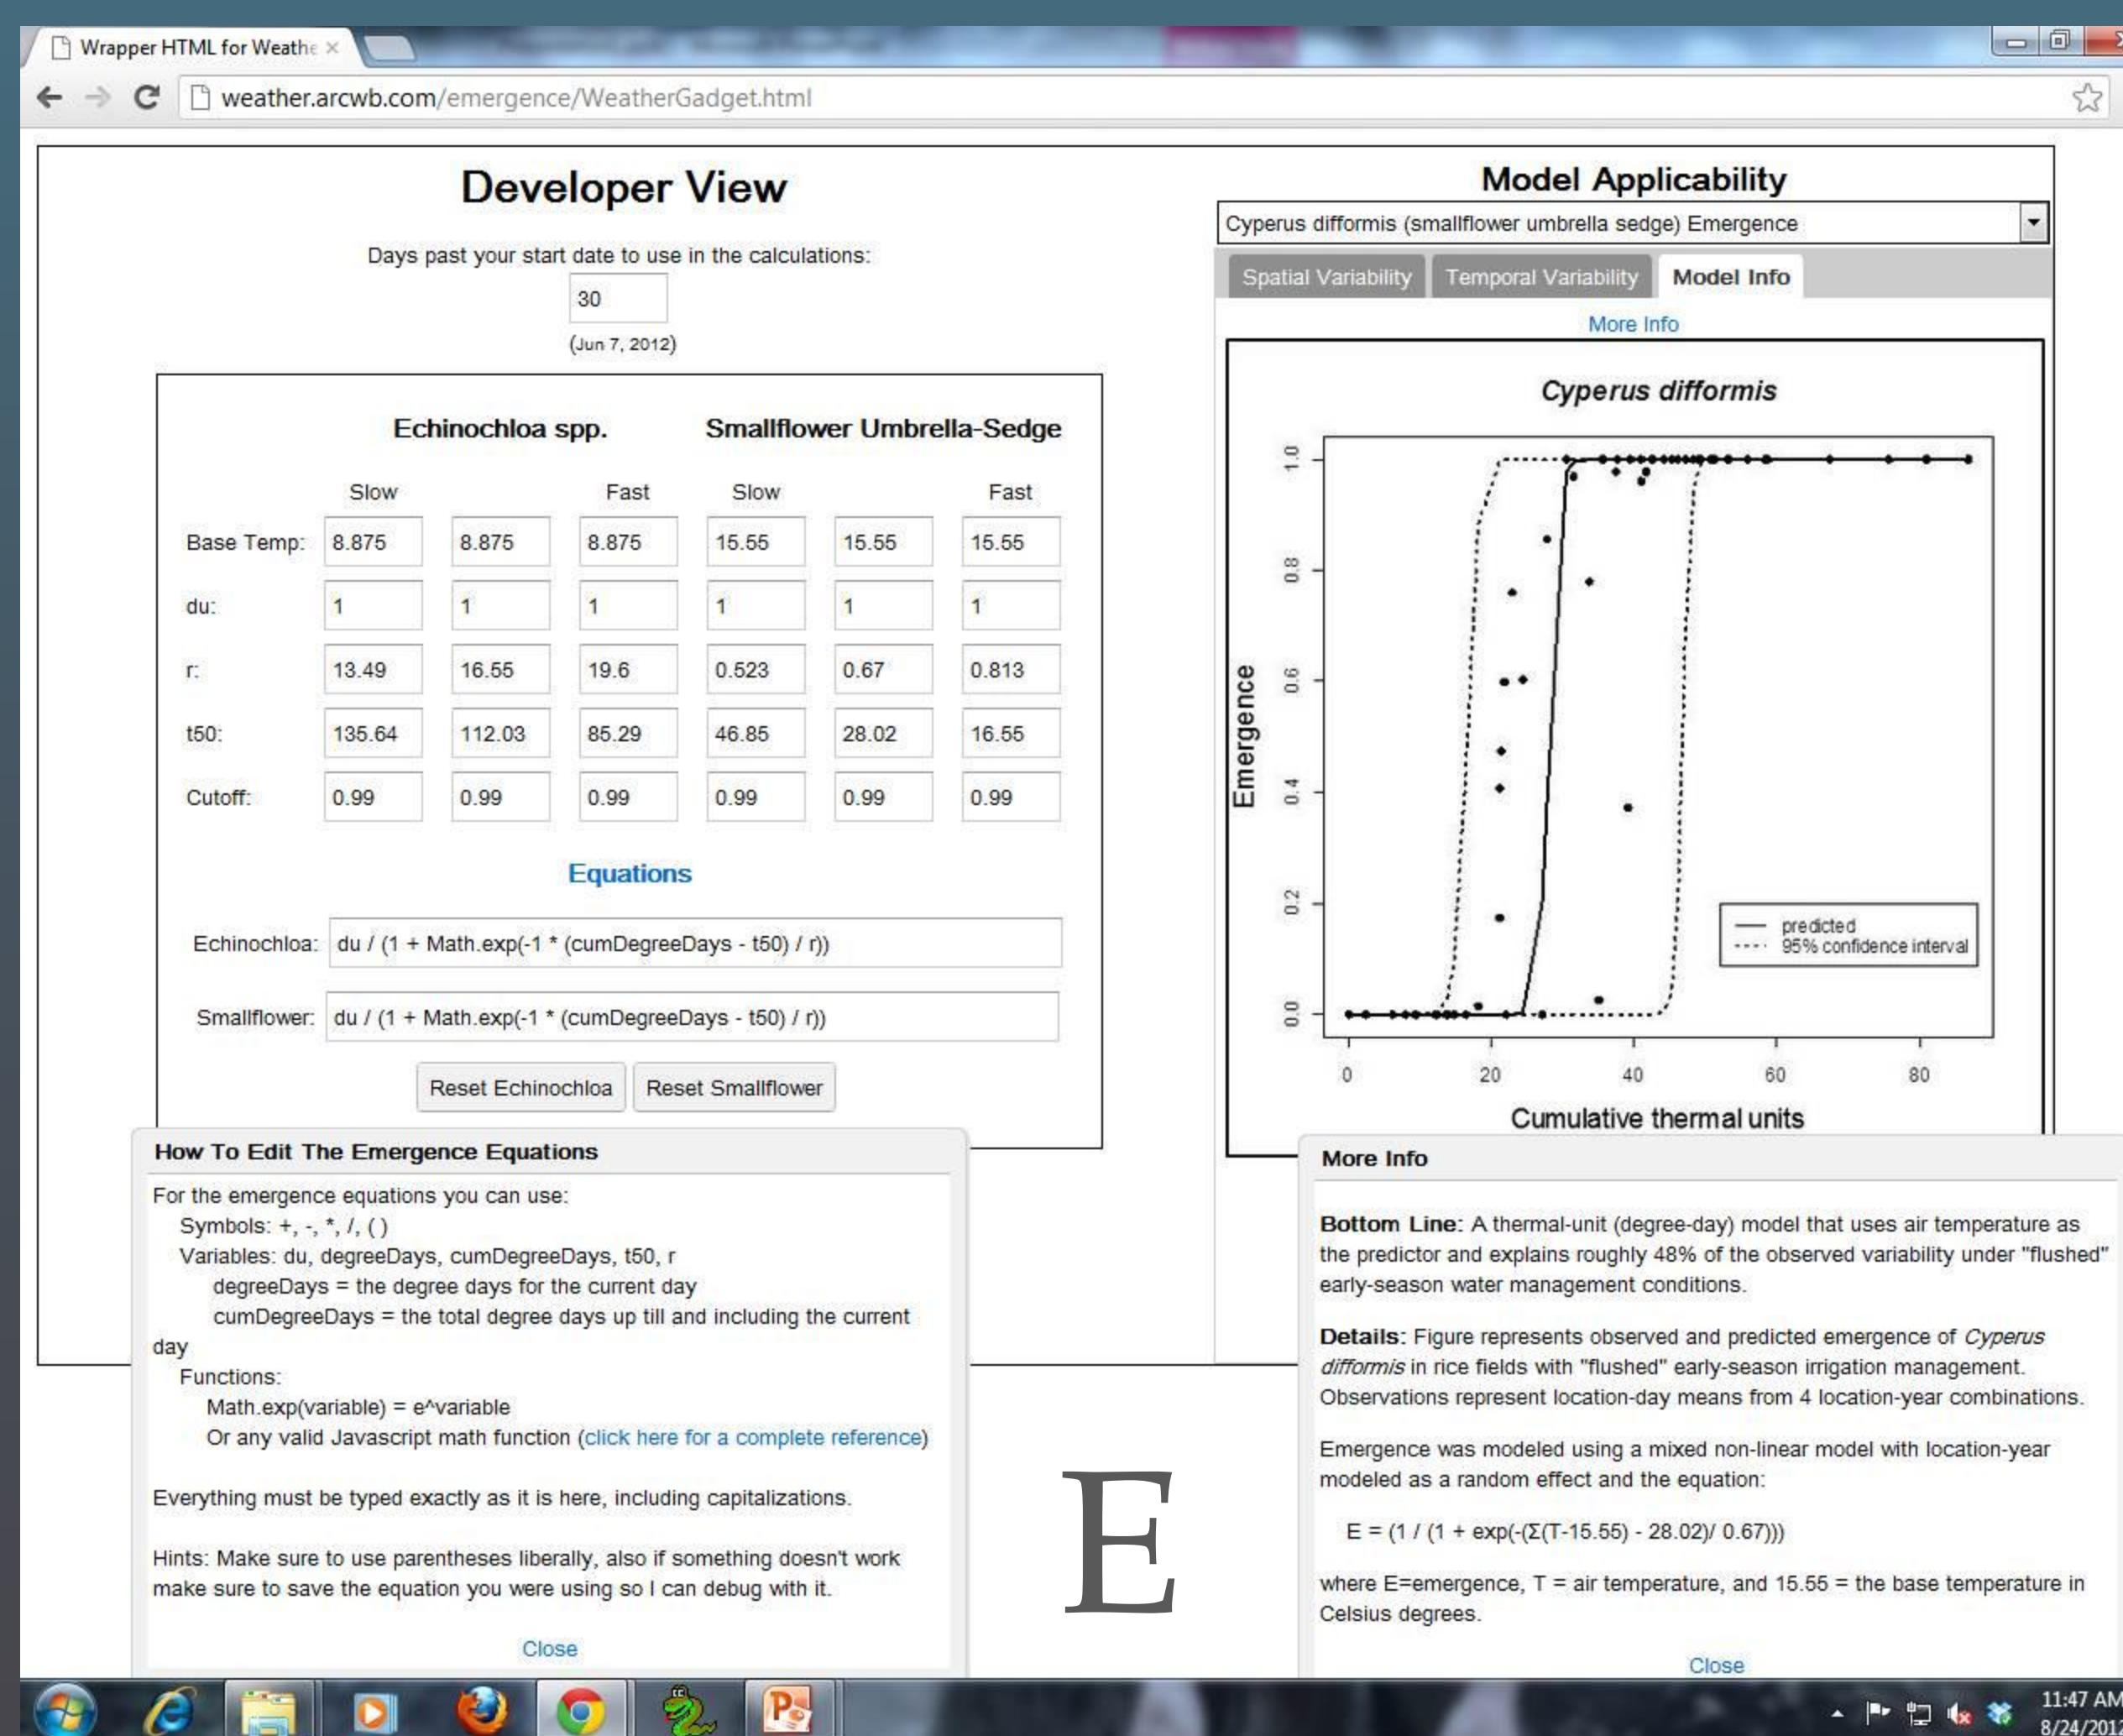 Wrapper HTML for Weathe
weather.arcwb.com/emergence/WeatherGadget.html
Developer View
Days past your start date to use in the calculations:
30
(Jun 7, 2012)
Echinochloa spp. Smallflower Umbrella-Sedge
Slow Fast Slow Fast
Base Temp: 8.875 8.875 8.875 15.55 15.55 15.55
du: 1 1 1 1 1 1
r: 13.49 16.55 19.6 0.523 0.67 0.813
t50: 135.64 112.03 85.29 46.85 28.02 16.55
Cutoff: 0.99 0.99 0.99 0.99 0.99 0.99
Equations
Echinochloa: du / (1 + Math.exp(-1 * (cumDegreeDays - t50) / r))
Smallflower: du / (1 + Math.exp(-1 * (cumDegreeDays - t50) / r))
Reset Echinochloa Reset Smallflower
How To Edit The Emergence Equations
For the emergence equations you can use:
Symbols: +, -, *, /, ( )
Variables: du, degreeDays, cumDegreeDays, t50, r
degreeDays = the degree days for the current day
cumDegreeDays = the total degree days up till and including the current
day
Functions:
Math.exp(variable) = e^variable
Or any valid Javascript math function (click here for a complete reference)
Everything must be typed exactly as it is here, including capitalizations.
Hints: Make sure to use parentheses liberally, also if something doesn't work
make sure to save the equation you were using so I can debug with it.
Close
E
Model Applicability
Cyperus difformis (smallflower umbrella sedge) Emergence
Spatial Variability Temporal Variability Model Info
More Info
Cyperus difformis
Emergence
1.0
0.8
0.6
0.4
0.2
0.0
predicted
95% confidence interval
0 20 40 60 80
Cumulative thermal units
More Info
Bottom Line: A thermal-unit (degree-day) model that uses air temperature as
the predictor and explains roughly 48% of the observed variability under "flushed"
early-season water management conditions.
Details: Figure represents observed and predicted emergence of Cyperus
difformis in rice fields with "flushed" early-season irrigation management.
Observations represent location-day means from 4 location-year combinations.
Emergence was modeled using a mixed non-linear model with location-year
modeled as a random effect and the equation:
E = (1 / (1 + exp(-(Σ(T-15.55) - 28.02)/ 0.67)))
where E=emergence, T = air temperature, and 15.55 = the base temperature in
Celsius degrees.
Close
11:47 AM
8/24/2012